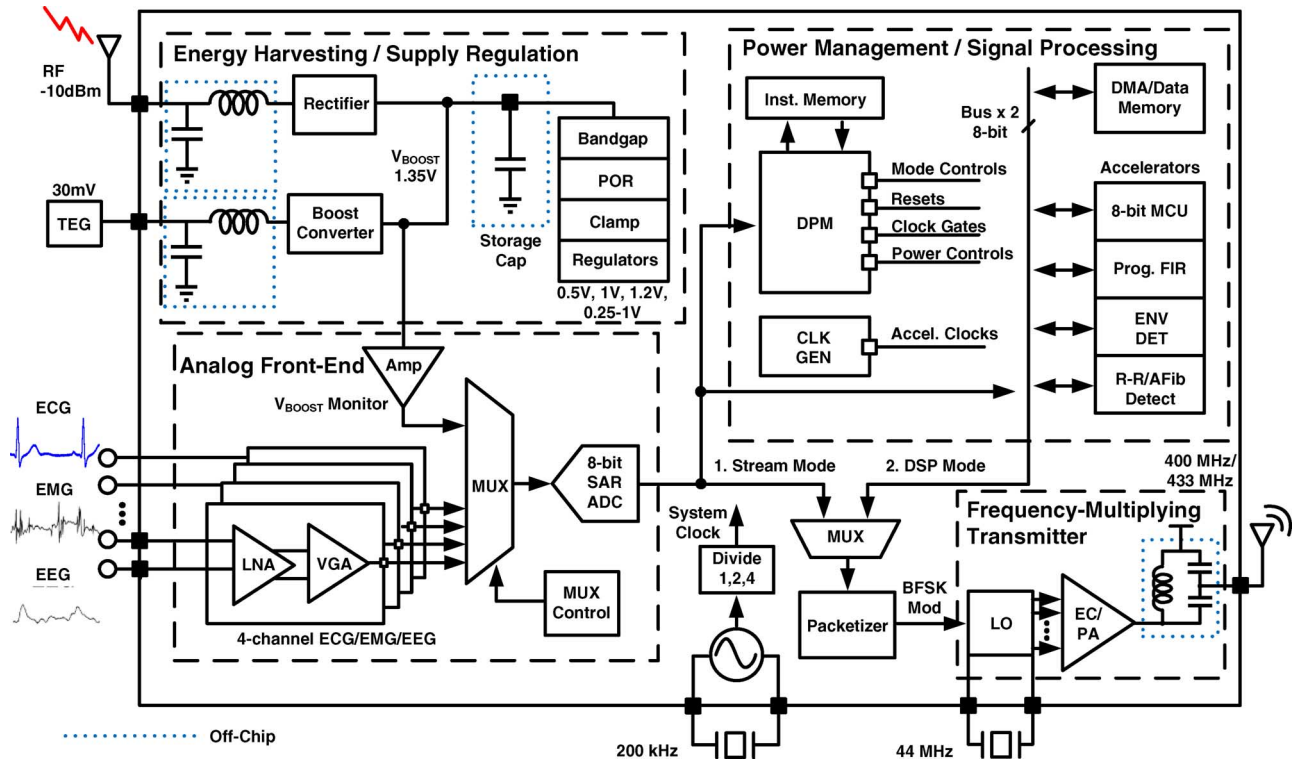 Energy Harvesting / Supply Regulation
RF
-10dBm
Rectifier
VBOOST
1.35V
30mV
TEG
Boost
Converter
Storage
Cap
Bandgap
POR
Clamp
Regulators
0.5V, 1V, 1.2V,
0.25-1V
Power Management / Signal Processing
Inst. Memory
Bus x 2
8-bit
DMA/Data
Memory
DPM
Mode Controls
Resets
Clock Gates
Power Controls
Accelerators
8-bit MCU
Prog. FIR
ENV
DET
R-R/AFib
Detect
CLK
GEN
Accel. Clocks
Analog Front-End
Amp
VBOOST Monitor
ECG
EMG
EEG
LNA
VGA
4-channel ECG/EMG/EEG
MUX
8-bit
SAR
ADC
MUX
Control
1. Stream Mode
2. DSP Mode
System
Clock
Divide
1,2,4
MUX
Packetizer
BFSK
Mod
400 MHz/
433 MHz
Frequency-Multiplying
Transmitter
LO
EC/
PA
Off-Chip
200 kHz
44 MHz